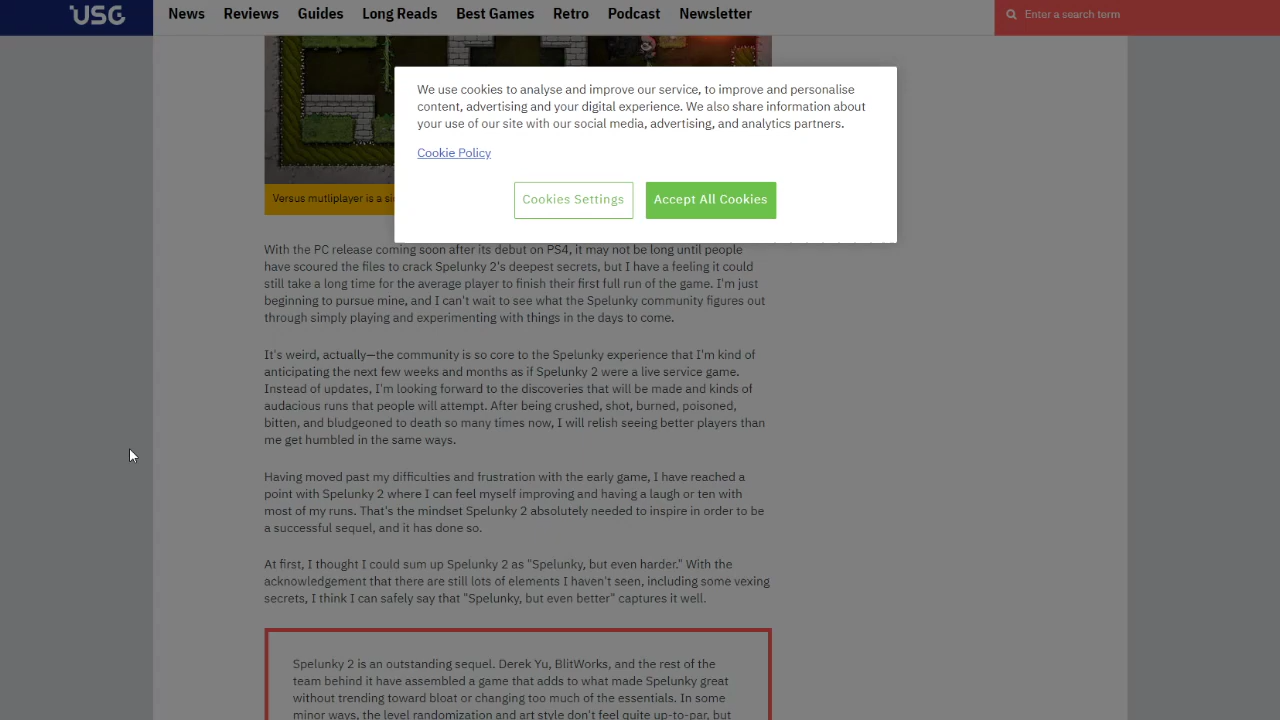 USG
News Reviews Guides Long Reads Best Games Retro Podcast Newsletter
Enter a search term
We use cookies to analyse and improve our service, to improve and personalise
content, advertising and your digital experience. We also share information about
your use of our site with our social media, advertising, and analytics partners.
Cookie Policy
Cookies Settings
Accept All Cookies
Versus mutliplayer is a
With the PC release coming soon after its debut on PS4, it may not be long until people
have scoured the files to crack Spelunky 2's deepest secrets, but I have a feeling it could
still take a long time for the average player to finish their first full run of the game. I'm just
beginning to pursue mine, and I can't wait to see what the Spelunky community figures out
through simply playing and experimenting with things in the days to come.
It's weird, actually—the community is so core to the Spelunky experience that I'm kind of
anticipating the next few weeks and months as if Spelunky 2 were a live service game.
Instead of updates, I'm looking forward to the discoveries that will be made and kinds of
audacious runs that people will attempt. After being crushed, shot, burned, poisoned,
bitten, and bludgeoned to death so many times now, I will relish seeing better players than
me get humbled in the same ways.
Having moved past my difficulties and frustration with the early game, I have reached a
point with Spelunky 2 where I can feel myself improving and having a laugh or ten with
most of my runs. That's the mindset Spelunky 2 absolutely needed to inspire in order to be
a successful sequel, and it has done so.
At first, I thought I could sum up Spelunky 2 as "Spelunky, but even harder." With the
acknowledgement that there are still lots of elements I haven't seen, including some vexing
secrets, I think I can safely say that "Spelunky, but even better" captures it well.
Spelunky 2 is an outstanding sequel. Derek Yu, BlitWorks, and the rest of the
team behind it have assembled a game that adds to what made Spelunky great
without trending toward bloat or changing too much of the essentials. In some
minor ways, the level randomization and art style don't feel quite up-to-par, but